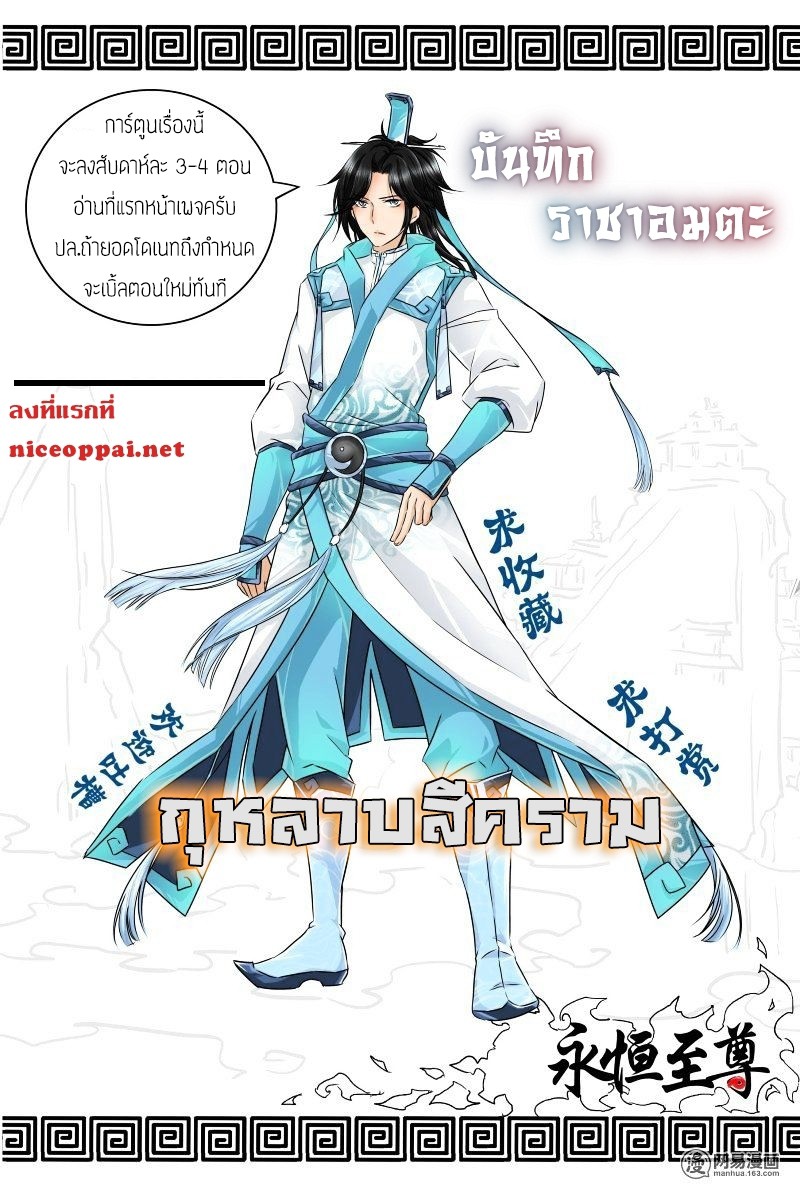 การ์ตูนเรื่องนี้
จะลงสัปดาห์ละ 3-4 ตอน
อ่านที่แรกหน้าเพจครับ
ปล.ถ้ายอดโดเนทถึงกำหนด
จะเบิ้ลตอนใหม่ทันที
บันทึก
ราชาอมตะ
ลงที่แรกที่
niceoppai.net
求收藏
求打赏
欢迎吐槽
กุหลาบสีคราม
永恒至尊
漫 网易漫画
manhua.163.com